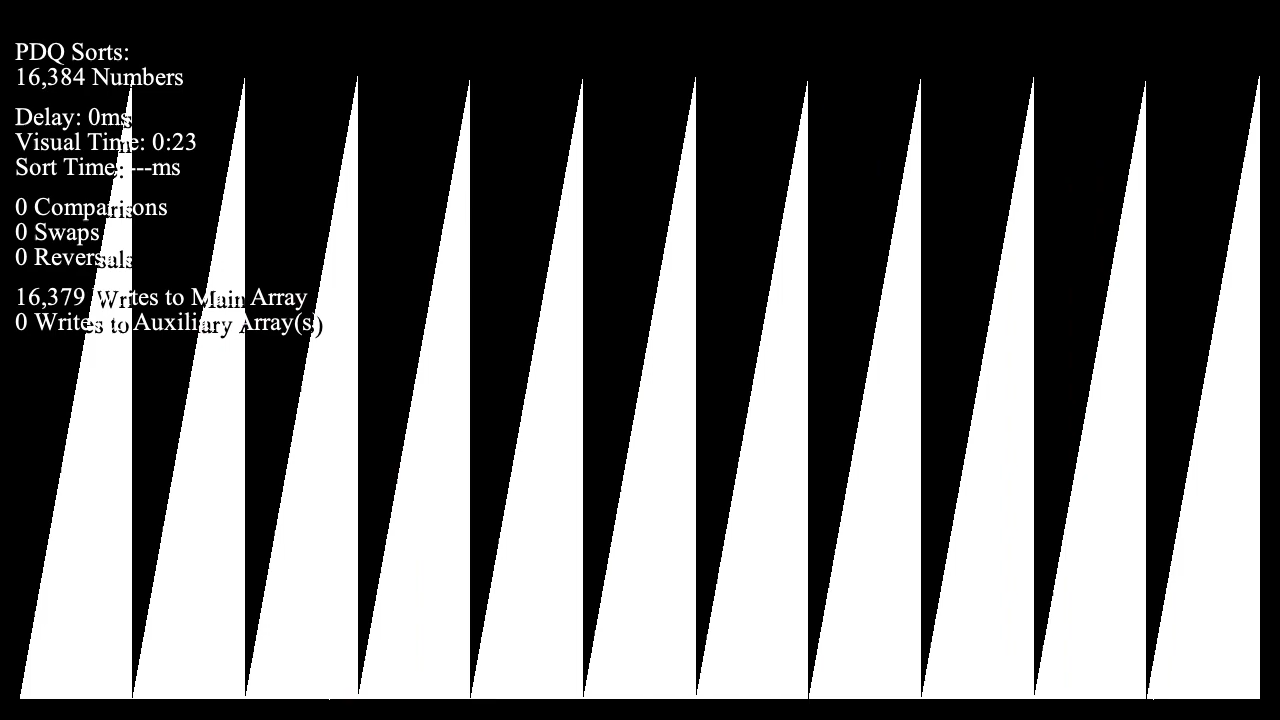 PDQ Sorts:
16,384 Numbers
Delay: 0ms
Visual Time: 0:23
Sort Time: ---ms
0 Comparisons
0 Swaps
0 Reversals
16,379 Writes to Main Array
0 Writes to Auxiliary Array(s)